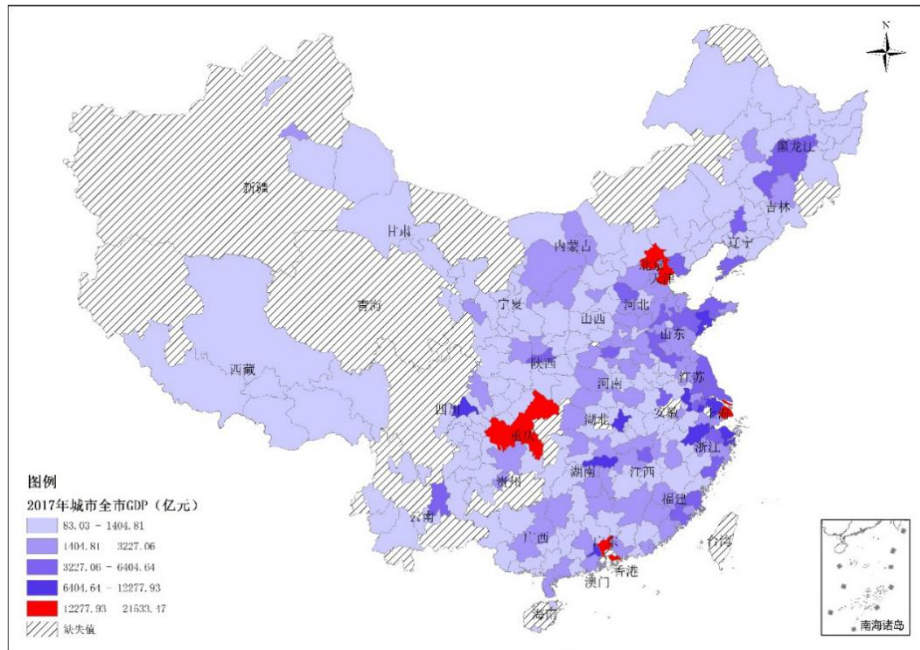 N
黑龙江
吉林
辽宁
新疆
甘肃
内蒙古
北京
天津
河北
宁夏
山西
山东
青海
陕西
河南
江苏
西藏
四川
重庆
湖北
安徽
上海
浙江
湖南
江西
贵州
福建
云南
广西
广东
台湾
香港
澳门
海南
南海诸岛
图例
2017年城市全市GDP（亿元）
83.03 - 1404.81
1404.81 3227.06
3227.06 - 6404.64
6404.64 - 12277.93
12277.93 21533.47
缺失值